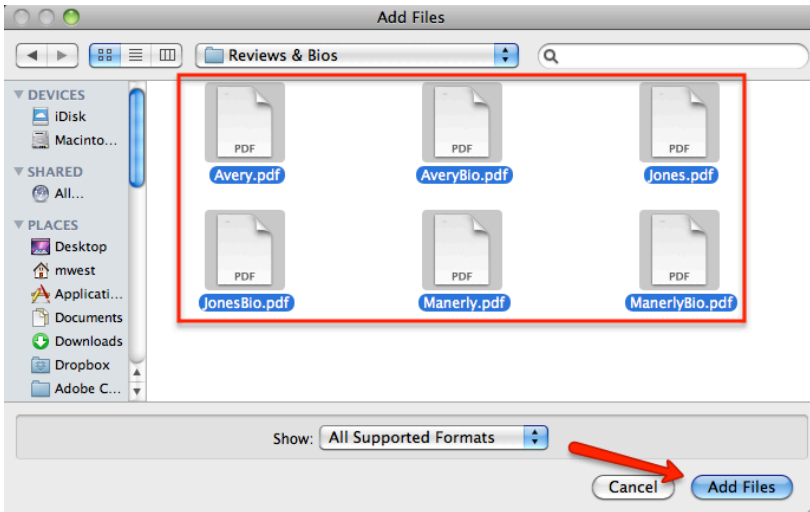 Add Files
Reviews & Bios
DEVICES
iDisk
Macinto...
SHARED
All...
PLACES
Desktop
mwest
Applicati...
Documents
Downloads
Dropbox
Adobe C...
PDF PDF PDF
Avery.pdf AveryBio.pdf Jones.pdf
PDF PDF PDF
JonesBio.pdf Manerly.pdf ManerlyBio.pdf
Show: All Supported Formats
Cancel Add Files